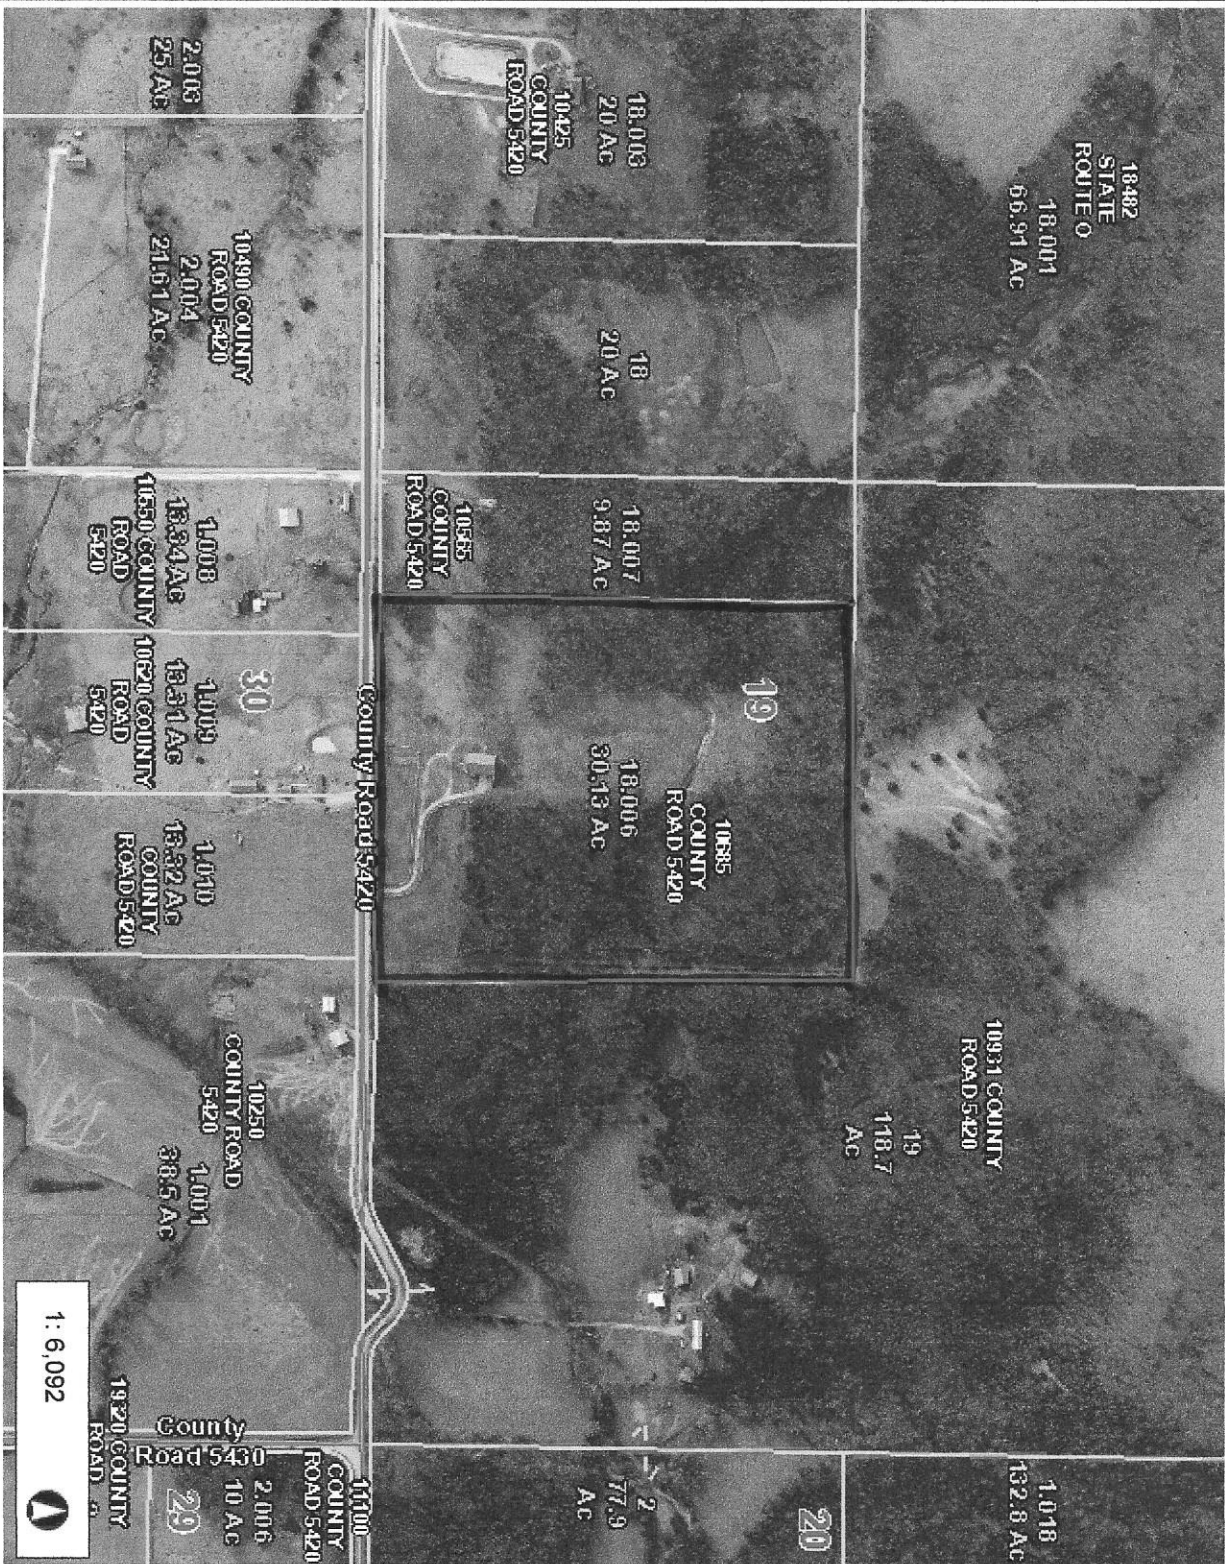 18482
STATE
ROUTE O
18.001
66.91 Ac
10931 COUNTY
ROAD 5420
19
118.7
Ac
1.018
132.8 Ac
20
18.003
20 Ac
10425
COUNTY
ROAD 5420
18
20 Ac
18.007
9.87 Ac
10565
COUNTY
ROAD 5420
19
10685
COUNTY
ROAD 5420
18.006
30.13 Ac
2
77.9
Ac
County Road 5420
2.003
25 Ac
10490 COUNTY
ROAD 5420
2.004
21.61 Ac
1.008
13.34 Ac
10550 COUNTY
ROAD
5420
30
1.009
13.31 Ac
10620 COUNTY
ROAD
5420
1.010
13.32 Ac
COUNTY
ROAD 5420
10250
COUNTY ROAD
5420
1.001
38.5 Ac
County
Road 5430
11100
COUNTY
ROAD 5420
2.006
10 Ac
29
19320 COUNTY
ROAD
1: 6,092